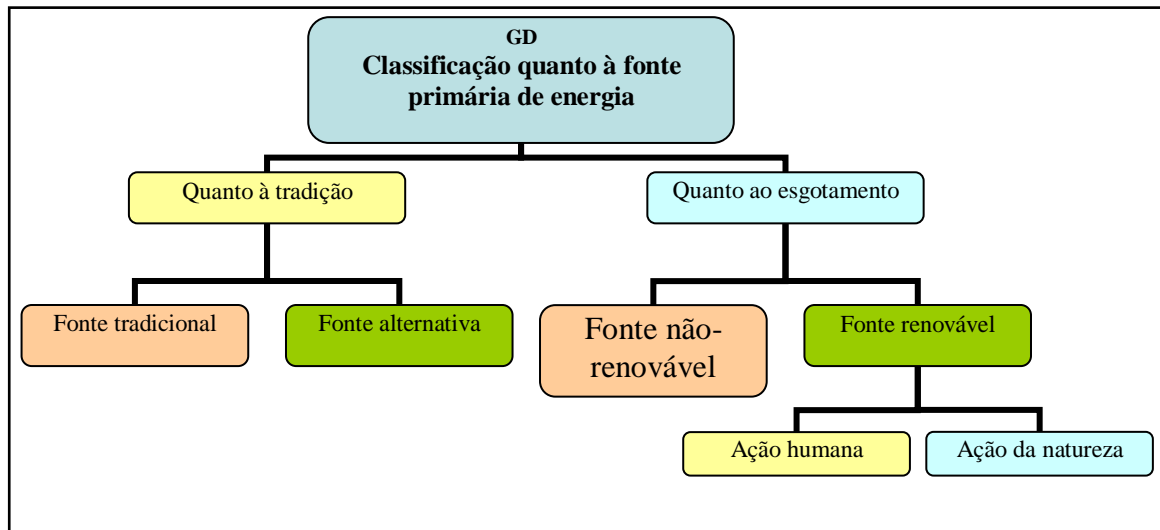 GD
Classificação quanto à fonte
primária de energia
Quanto à tradição
Quanto ao esgotamento
Fonte tradicional
Fonte alternativa
Fonte não-
renovável
Fonte renovável
Ação humana
Ação da natureza